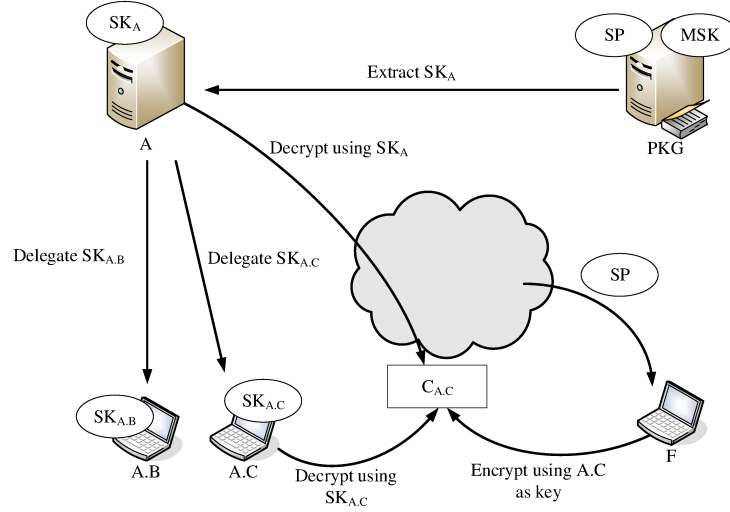 SK_A
SP
MSK
Extract SK_A
A
PKG
Decrypt using SK_A
Delegate SK_A.B
Delegate SK_A.C
SP
C_A.C
SK_A.B
SK_A.C
A.B
A.C
F
Decrypt using
SK_A.C
Encrypt using A.C
as key